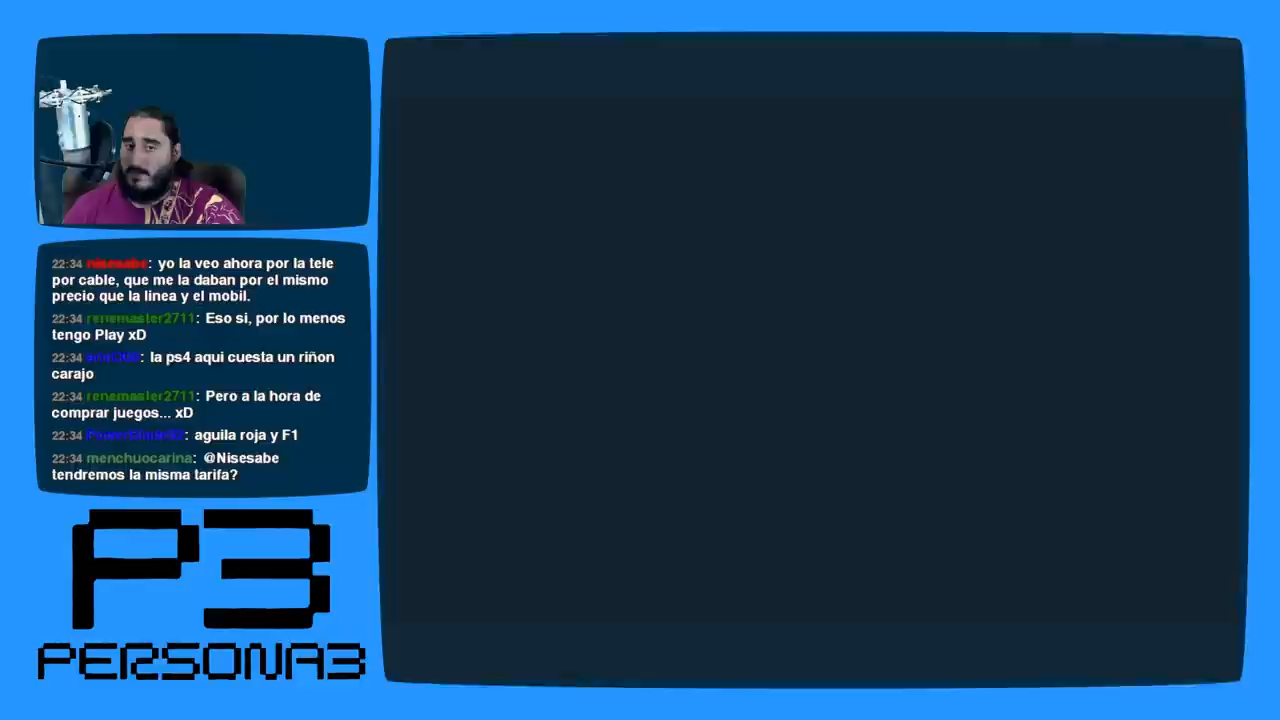 22:34 nisesabe: yo la veo ahora por la tele
por cable, que me la daban por el mismo
precio que la linea y el mobil.
22:34 renemaster2711: Eso si, por lo menos
tengo Play xD
22:34 : la ps4 aqui cuesta un riñon
carajo
22:34 renemaster2711: Pero a la hora de
comprar juegos... xD
22:34 : aguila roja y F1
22:34 menchuocarina: @Nisesabe
tendremos la misma tarifa?
P3
PERSONA3